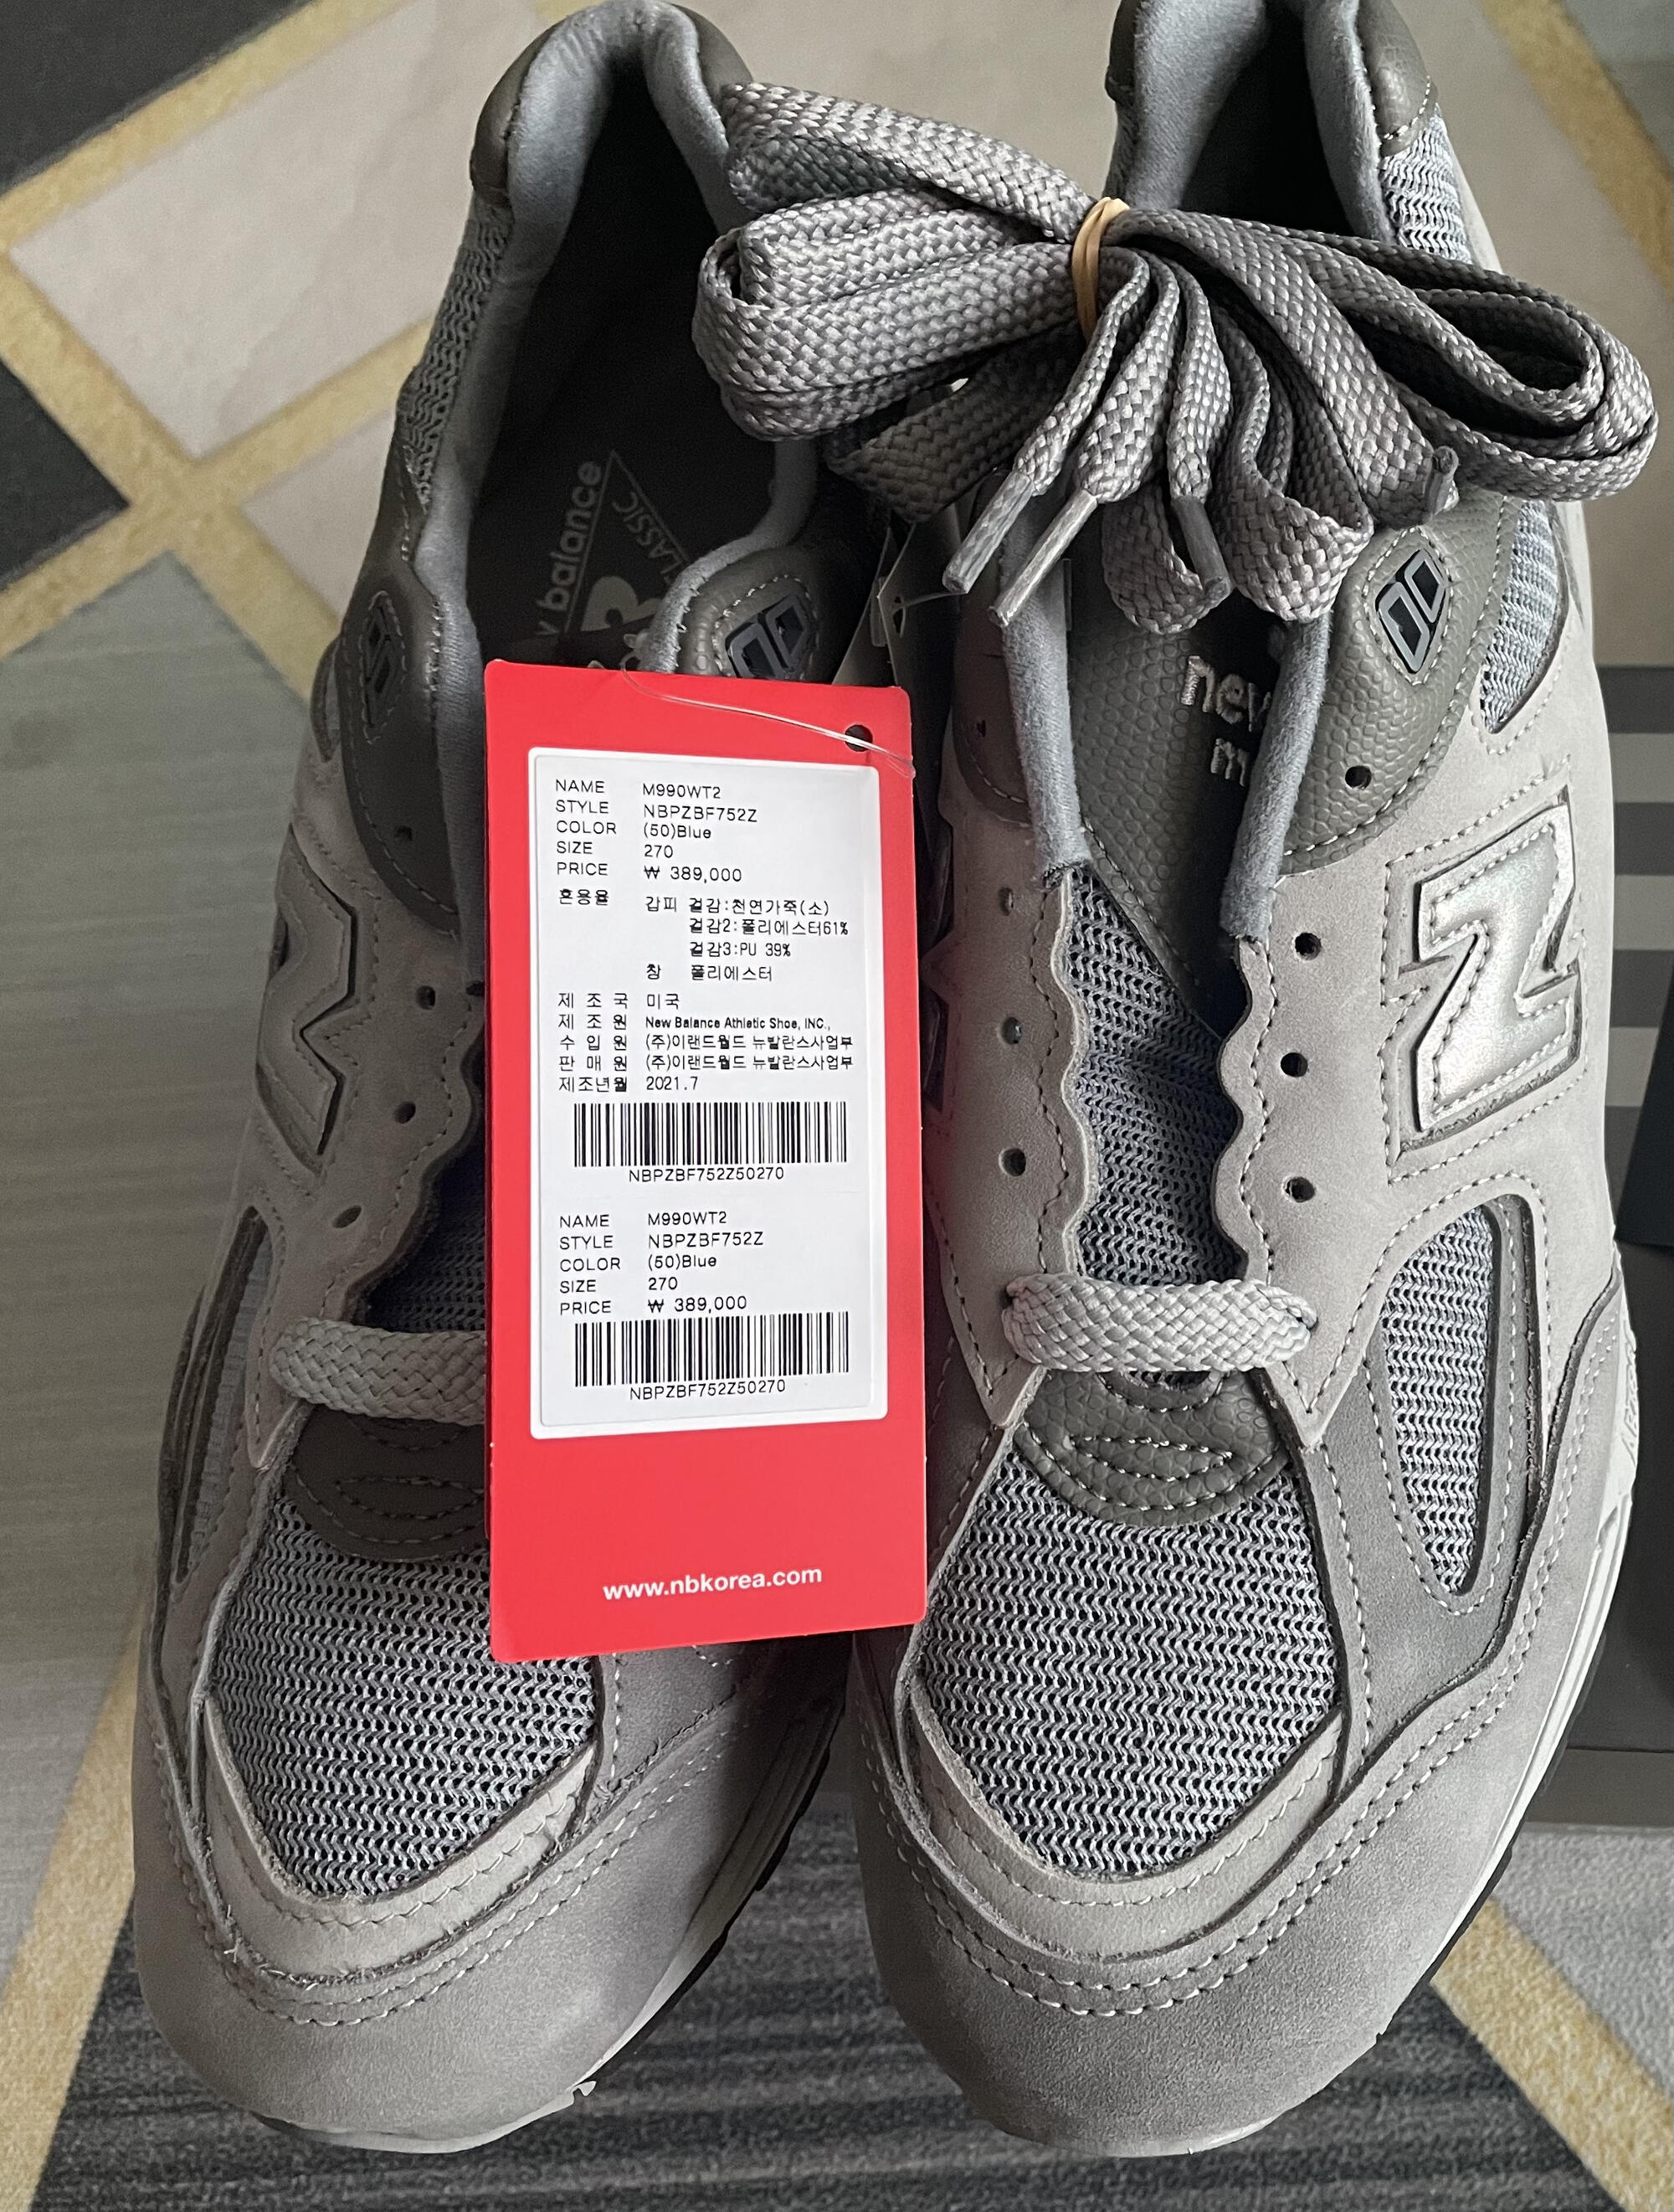 balance
CLASSIC
new
NAME M990WT2
STYLE NBPZBF752Z
COLOR (50)Blue
SIZE 270
PRICE ₩ 389,000
혼용율 갑피 겉감:천연가죽(소)
겉감2:폴리에스터61%
겉감3:PU 39%
창 폴리에스터
제 조 국 미국
제 조 원 New Balance Athletic Shoe, INC.,
수 입 원 (주)이랜드월드 뉴발란스사업부
판 매 원 (주)이랜드월드 뉴발란스사업부
제조년월 2021.7
NBPZBF752Z50270
NAME M990WT2
STYLE NBPZBF752Z
COLOR (50)Blue
SIZE 270
PRICE ₩ 389,000
NBPZBF752Z50270
www.nbkorea.com
N